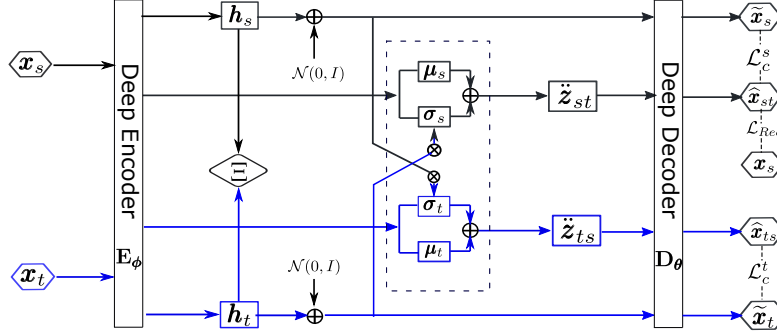 h_s
x̃_s
N(0, I)
L_c^s
x_s
μ_s
Deep Encoder
σ_s
z̈_st
Deep Decoder
x̂_st
L_Rec
x_s
[Ξ]
σ_t
z̈_ts
x̂_ts
μ_t
E_ϕ
D_θ
x_t
N(0, I)
L_c^t
h_t
x̃_t